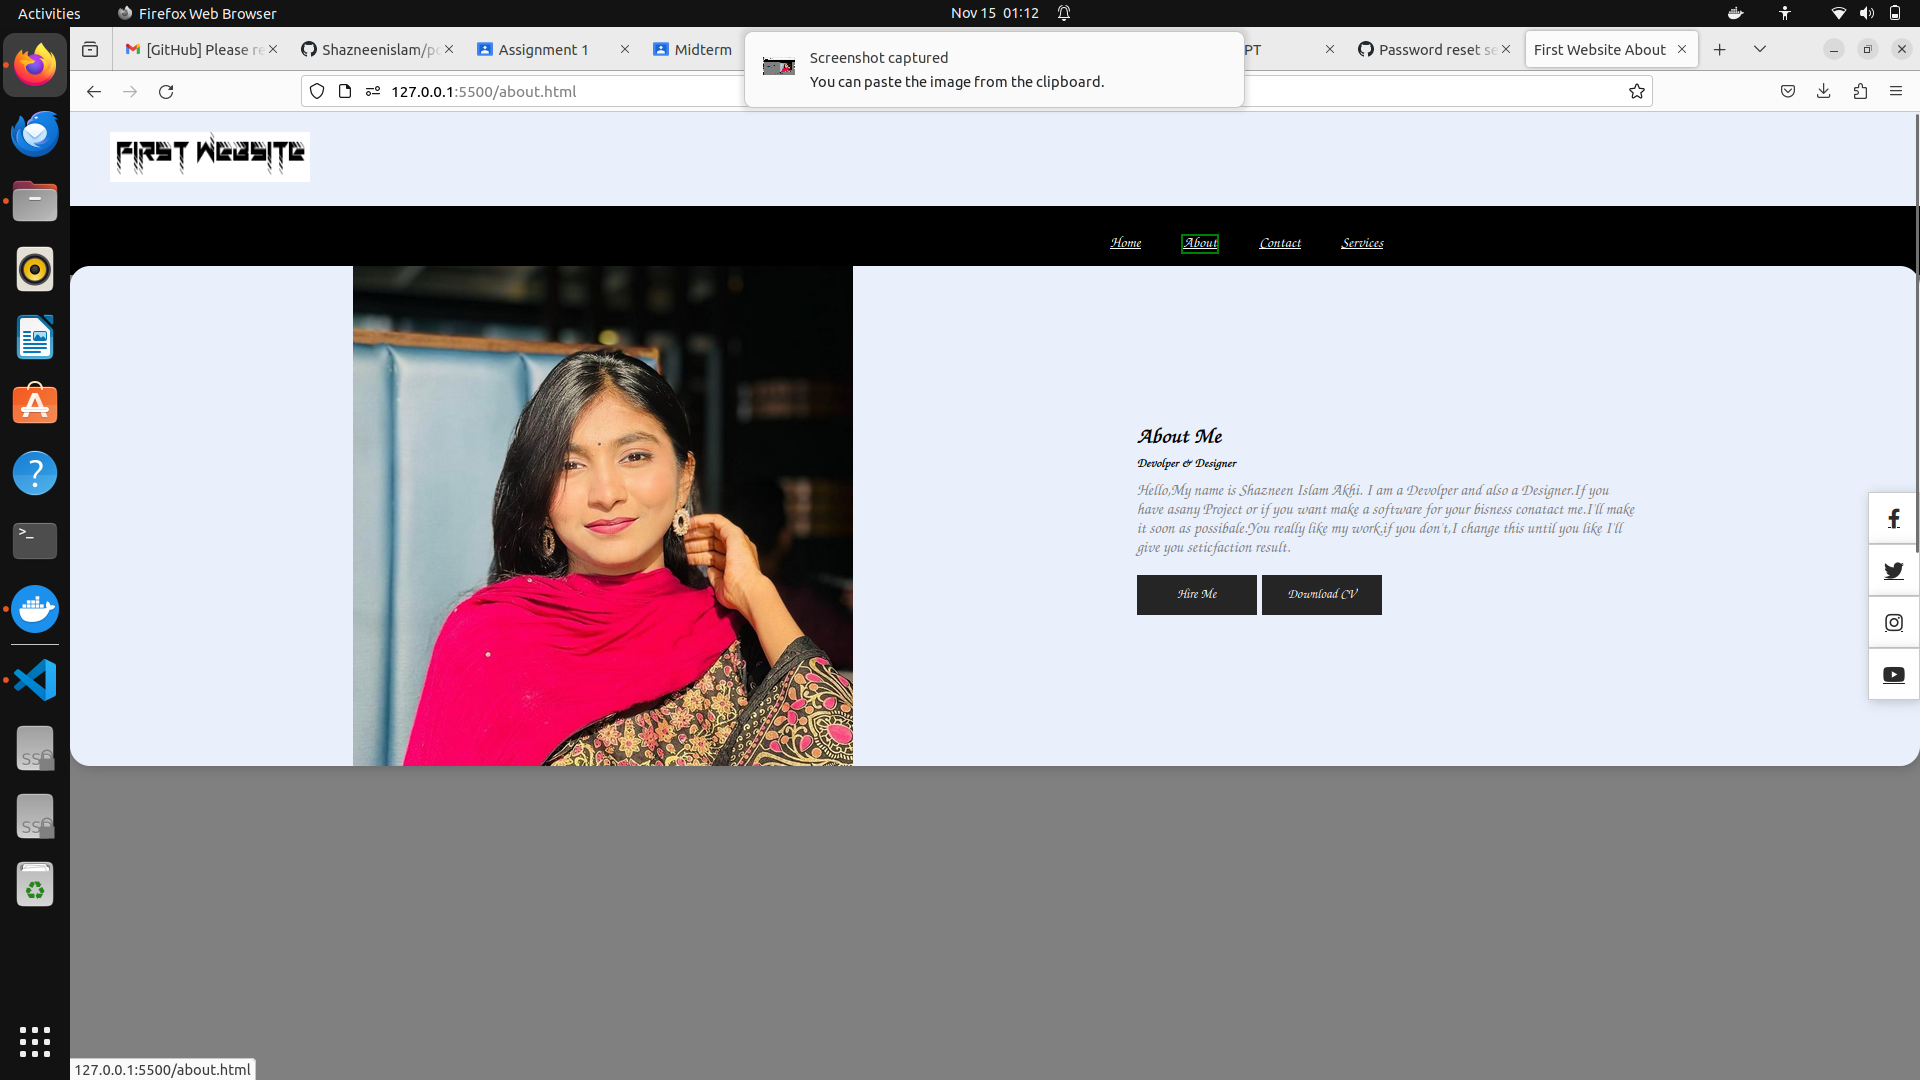 Activities
Firefox Web Browser
Nov 15 01:12
[GitHub] Please re
Shazneenislam/po
Assignment 1
Midterm
PT
Password reset se
First Website About
Screenshot captured
You can paste the image from the clipboard.
127.0.0.1:5500/about.html
FIRST WEBSITE
Home
About
Contact
Services
About Me
Devolper & Designer
Hello,My name is Shazneen Islam Akhi. I am a Devolper and also a Designer.If you
have asany Project or if you want make a software for your bisness conatact me.I'll make
it soon as possibale.You really like my work.if you don't,I change this until you like I'll
give you seticfaction result.
Hire Me
Download CV
127.0.0.1:5500/about.html